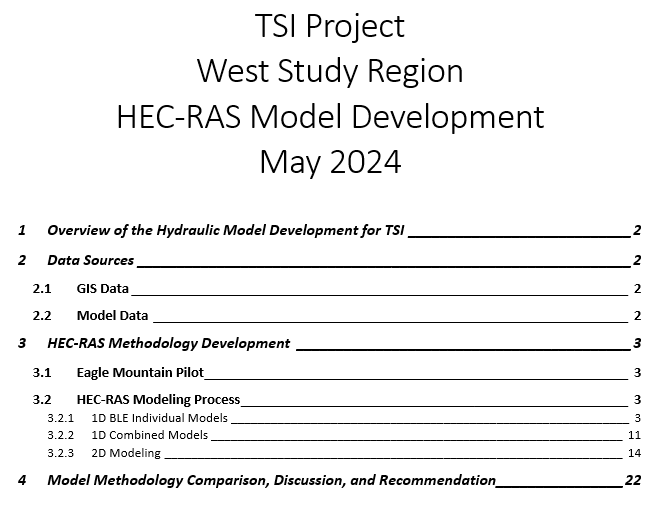 TSI Project
West Study Region
HEC-RAS Model Development
May 2024
1 Overview of the Hydraulic Model Development for TSI 2
2 Data Sources 2
2.1 GIS Data 2
2.2 Model Data 2
3 HEC-RAS Methodology Development 3
3.1 Eagle Mountain Pilot 3
3.2 HEC-RAS Modeling Process 3
3.2.1 1D BLE Individual Models 3
3.2.2 1D Combined Models 11
3.2.3 2D Modeling 14
4 Model Methodology Comparison, Discussion, and Recommendation 22